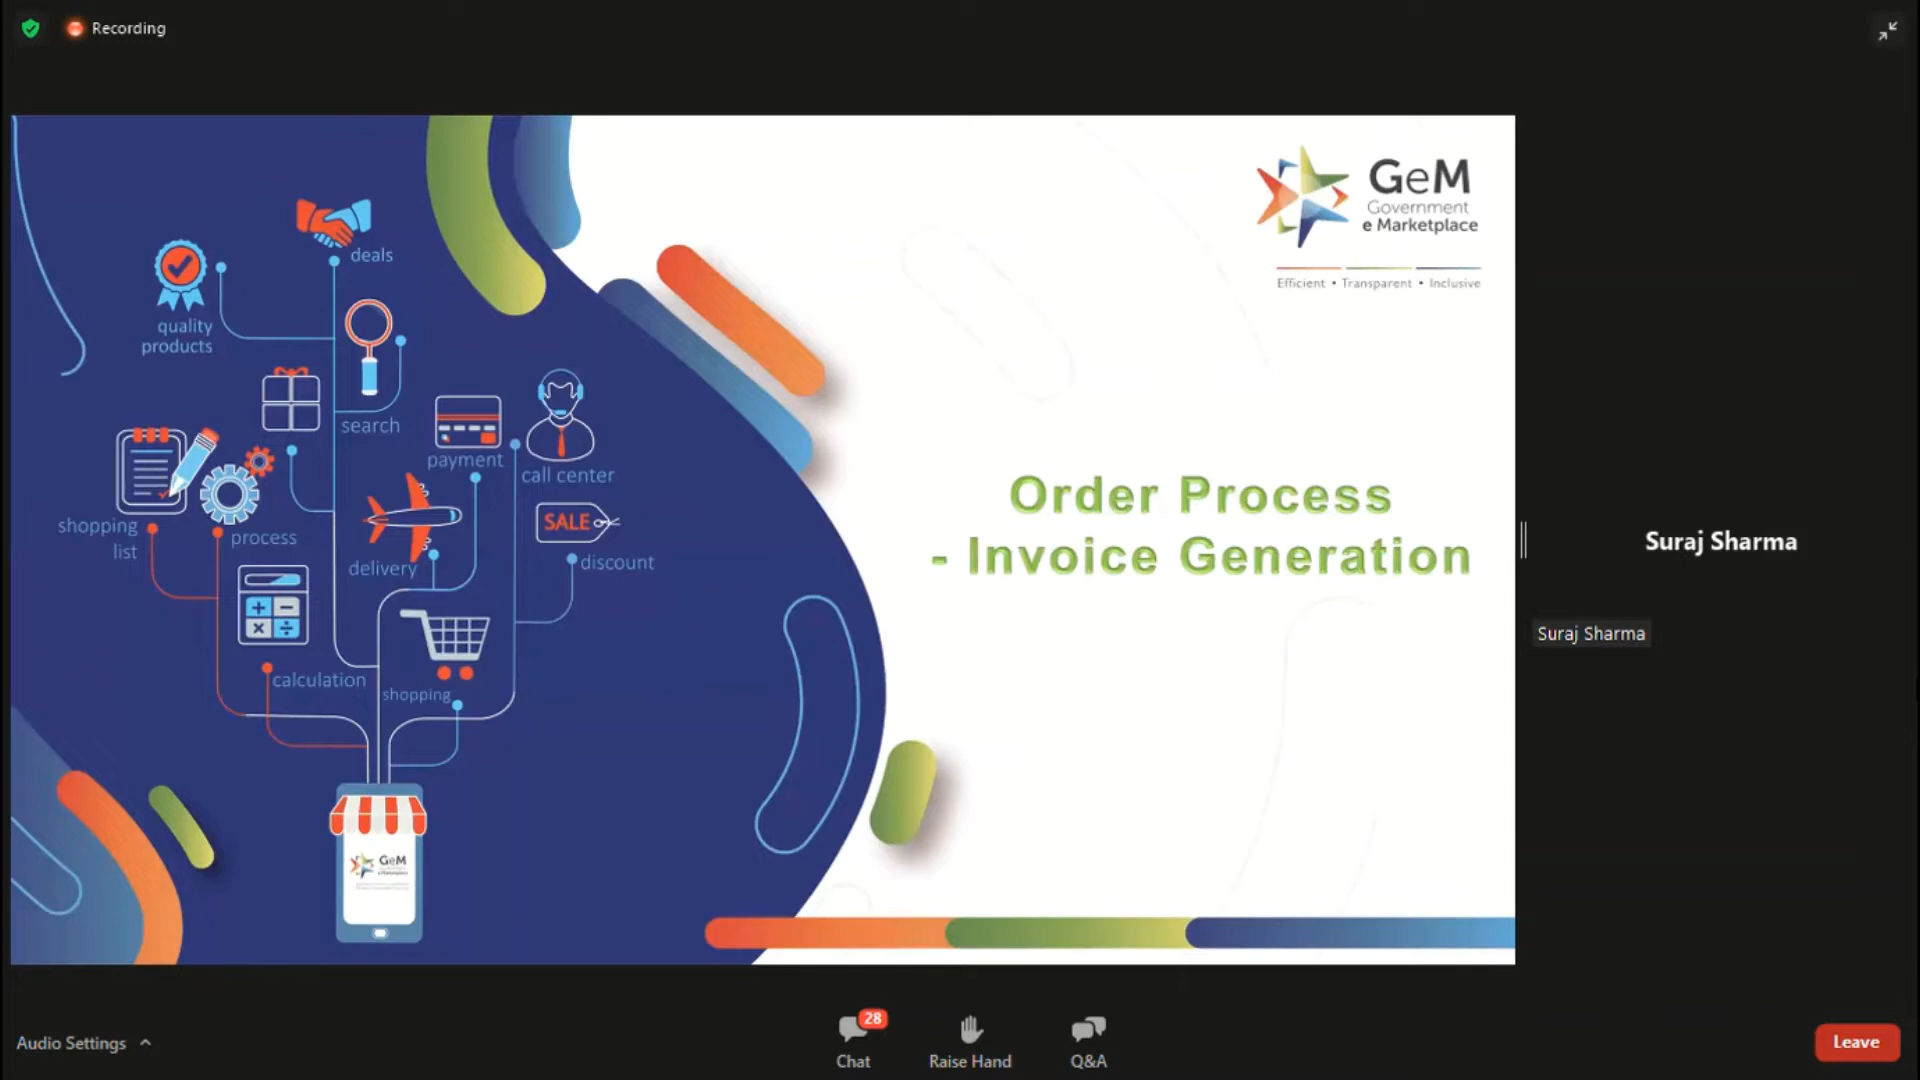 Recording
GeM
Government
e Marketplace
Efficient • Transparent • Inclusive
deals
quality
products
search
payment
call center
SALE
shopping
list
process
delivery
discount
calculation
shopping
Order Process
- Invoice Generation
GeM
Suraj Sharma
Suraj Sharma
Audio Settings
28
Chat
Raise Hand
Q&A
Leave